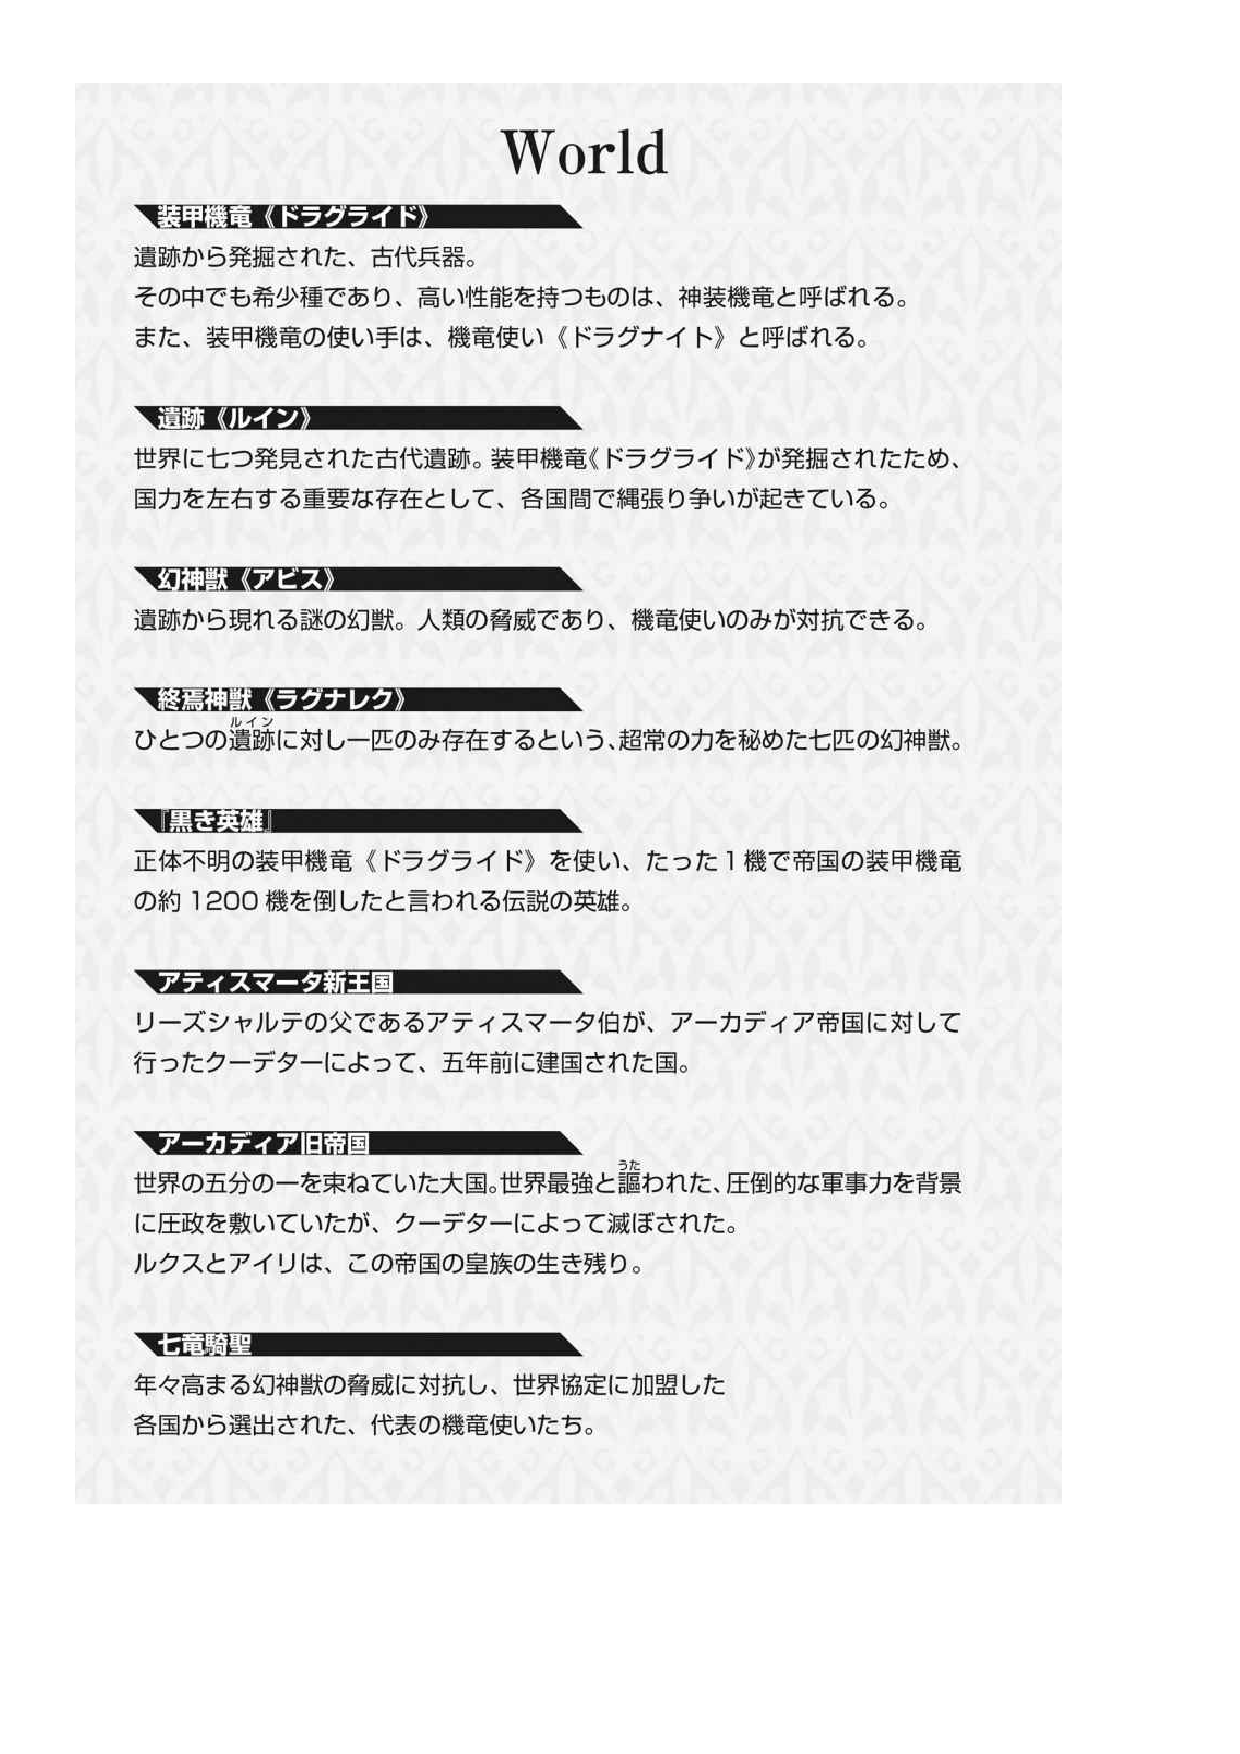 World
装甲機竜《ドラグライド》
遺跡から発掘された、古代兵器。
その中でも希少種であり、高い性能を持つものは、神装機竜と呼ばれる。
また、装甲機竜の使い手は、機竜使い《ドラグナイト》と呼ばれる。
遺跡《ルイン》
世界に七つ発見された古代遺跡。装甲機竜《ドラグライド》が発掘されたため、
国力を左右する重要な存在として、各国間で縄張り争いが起きている。
幻神獣《アビス》
遺跡から現れる謎の幻獣。人類の脅威であり、機竜使いのみが対抗できる。
終焉神獣《ラグナレク》
ルイン
ひとつの遺跡に対し一匹のみ存在するという、超常の力を秘めた七匹の幻神獣。
『黒き英雄』
正体不明の装甲機竜《ドラグライド》を使い、たった1機で帝国の装甲機竜
の約1200機を倒したと言われる伝説の英雄。
アティスマータ新王国
リーズシャルテの父であるアティスマータ伯が、アーカディア帝国に対して
行ったクーデターによって、五年前に建国された国。
アーカディア旧帝国
うた
世界の五分の一を束ねていた大国。世界最強と謳われた、圧倒的な軍事力を背景
に圧政を敷いていたが、クーデターによって滅ぼされた。
ルクスとアイリは、この帝国の皇族の生き残り。
七竜騎聖
年々高まる幻神獣の脅威に対抗し、世界協定に加盟した
各国から選出された、代表の機竜使いたち。